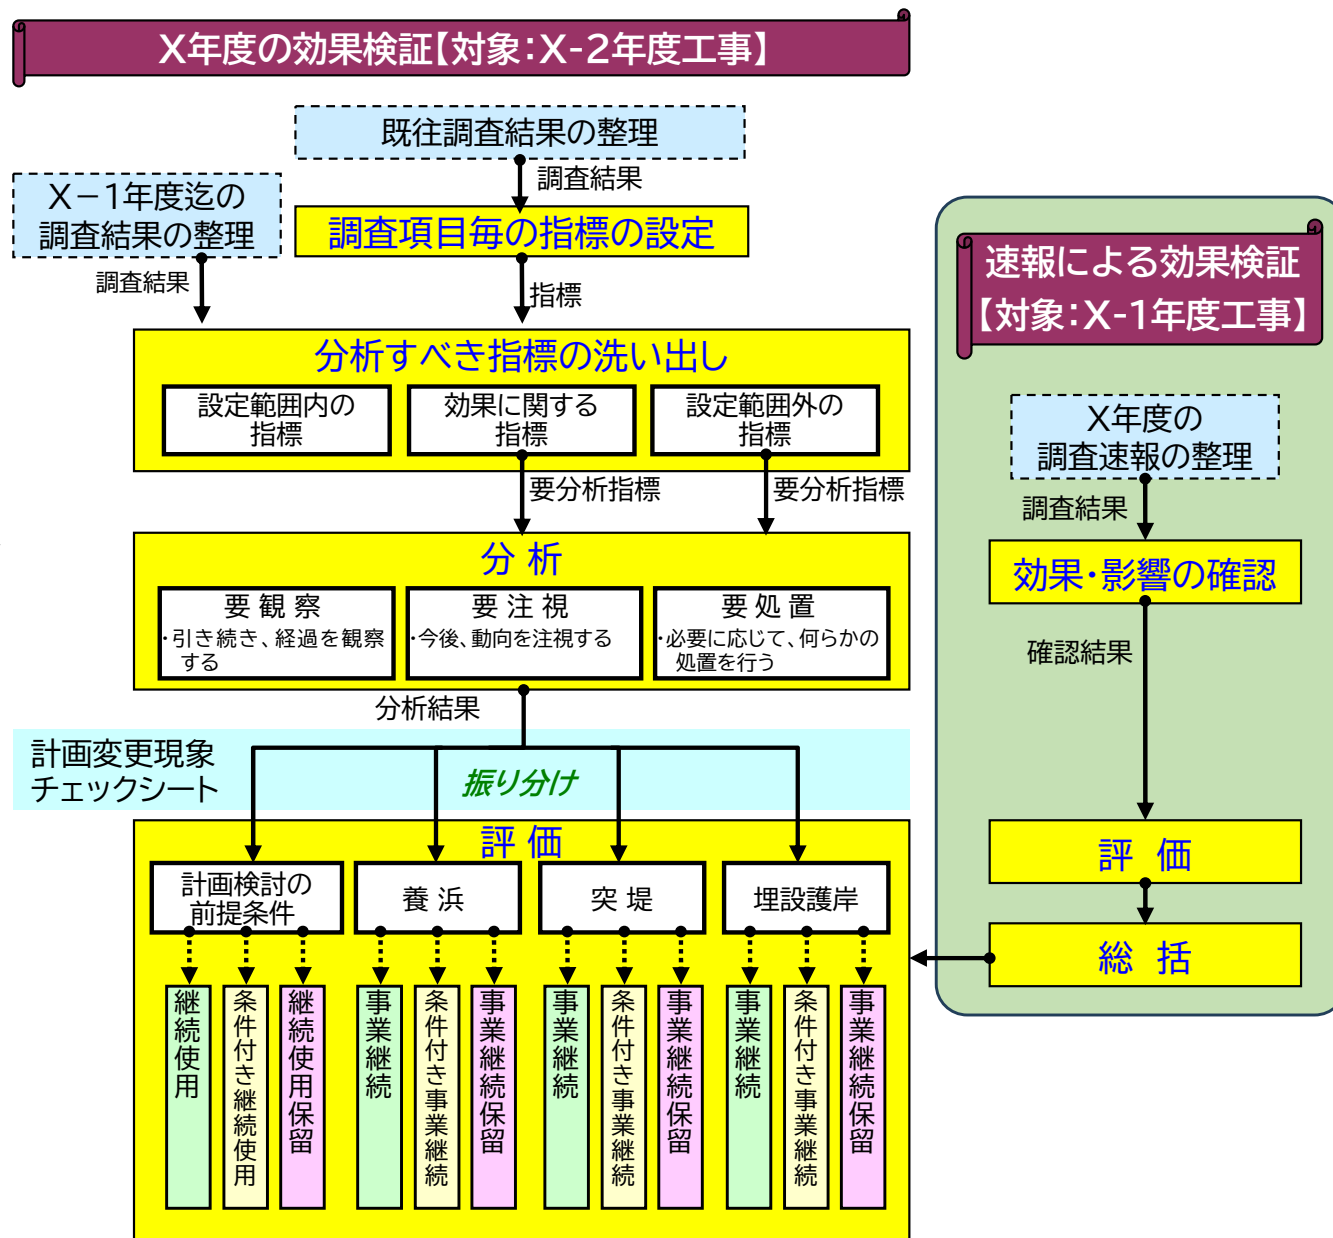 X年度の効果検証【対象：X-2年度工事】
既往調査結果の整理
調査結果
X－1年度迄の
調査結果の整理
調査結果
調査項目毎の指標の設定
指標
分析すべき指標の洗い出し
設定範囲内の
指標
効果に関する
指標
設定範囲外の
指標
要分析指標
要分析指標
分 析
要 観 察
・引き続き、経過を観察
する
要 注 視
・今後、動向を注視する
要 処 置
・必要に応じて、何らかの
処置を行う
分析結果
計画変更現象
チェックシート
振り分け
評 価
計画検討の
前提条件
養 浜
突 堤
埋設護岸
継続使用
条件付き継続使用
継続使用保留
事業継続
条件付き事業継続
事業継続保留
事業継続
条件付き事業継続
事業継続保留
事業継続
条件付き事業継続
事業継続保留
速報による効果検証
【対象：X-1年度工事】
X年度の
調査速報の整理
調査結果
効果・影響の確認
確認結果
評 価
総 括